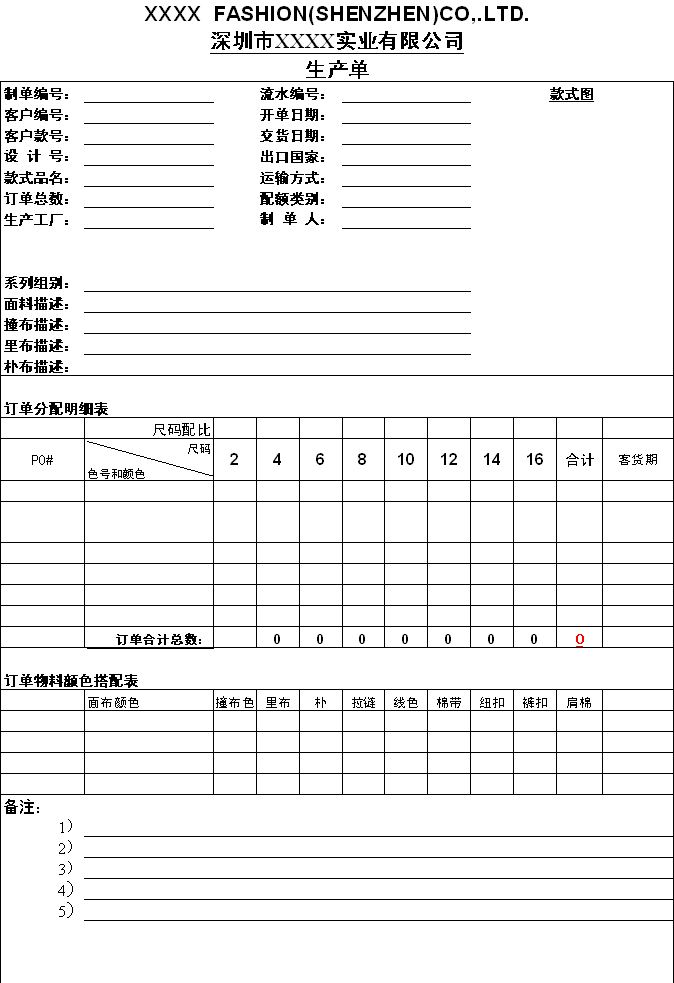 XXXX FASHION(SHENZHEN)CO,.LTD.
深圳市XXXX实业有限公司
生产单
制单编号： 流水编号： 款式图
客户编号： 开单日期：
客户款号： 交货日期：
设 计 号： 出口国家：
款式品名： 运输方式：
订单总数： 配额类别：
生产工厂： 制 单 人：
系列组别：
面料描述：
撞布描述：
里布描述：
朴布描述：
订单分配明细表
尺码配比
PO# 尺码 2 4 6 8 10 12 14 16 合计 客货期
色号和颜色
订单合计总数： 0 0 0 0 0 0 0 0
订单物料颜色搭配表
面布颜色 撞布色 里布 朴 拉链 线色 棉带 纽扣 裤扣 肩棉
备注：
1）
2）
3）
4）
5）